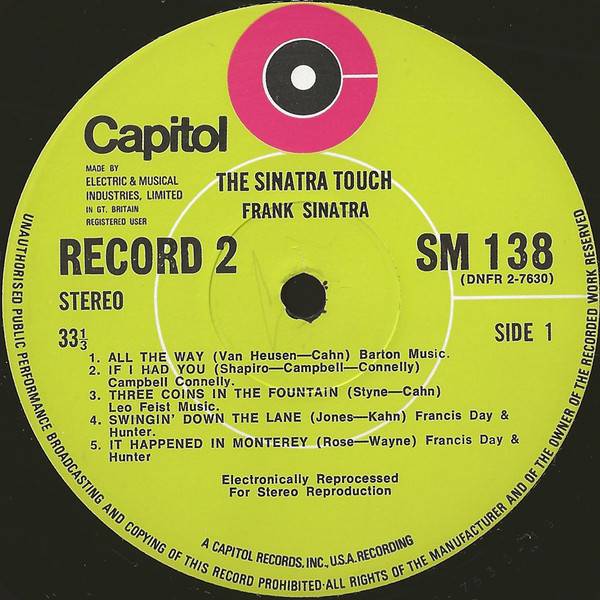 Capitol
MADE BY
ELECTRIC & MUSICAL
INDUSTRIES, LIMITED
IN GT. BRITAIN
REGISTERED USER
THE SINATRA TOUCH
FRANK SINATRA
RECORD 2
SM 138
(DNFR 2-7630)
STEREO
33⅓
SIDE 1
1. ALL THE WAY (Van Heusen—Cahn) Barton Music.
2. IF I HAD YOU (Shapiro—Campbell—Connelly)
Campbell Connelly.
3. THREE COINS IN THE FOUNTAIN (Styne—Cahn)
Leo Feist Music.
4. SWINGIN' DOWN THE LANE (Jones—Kahn) Francis Day &
Hunter.
5. IT HAPPENED IN MONTEREY (Rose—Wayne) Francis Day &
Hunter
Electronically Reprocessed
For Stereo Reproduction
A CAPITOL RECORDS, INC., U.S.A. RECORDING
UNAUTHORISED PUBLIC PERFORMANCE BROADCASTING AND COPYING OF THIS RECORD PROHIBITED·ALL RIGHTS OF THE MANUFACTURER AND OF THE OWNER OF THE RECORDED WORK RESERVED